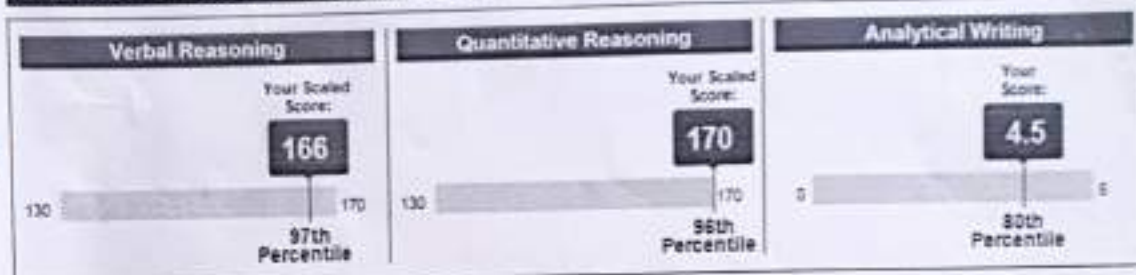 Verbal Reasoning
Your Scaled
Score:
166
130
170
97th
Percentile
Quantitative Reasoning
Your Scaled
Score:
170
130
170
96th
Percentile
Analytical Writing
Your
Score:
4.5
0
6
80th
Percentile